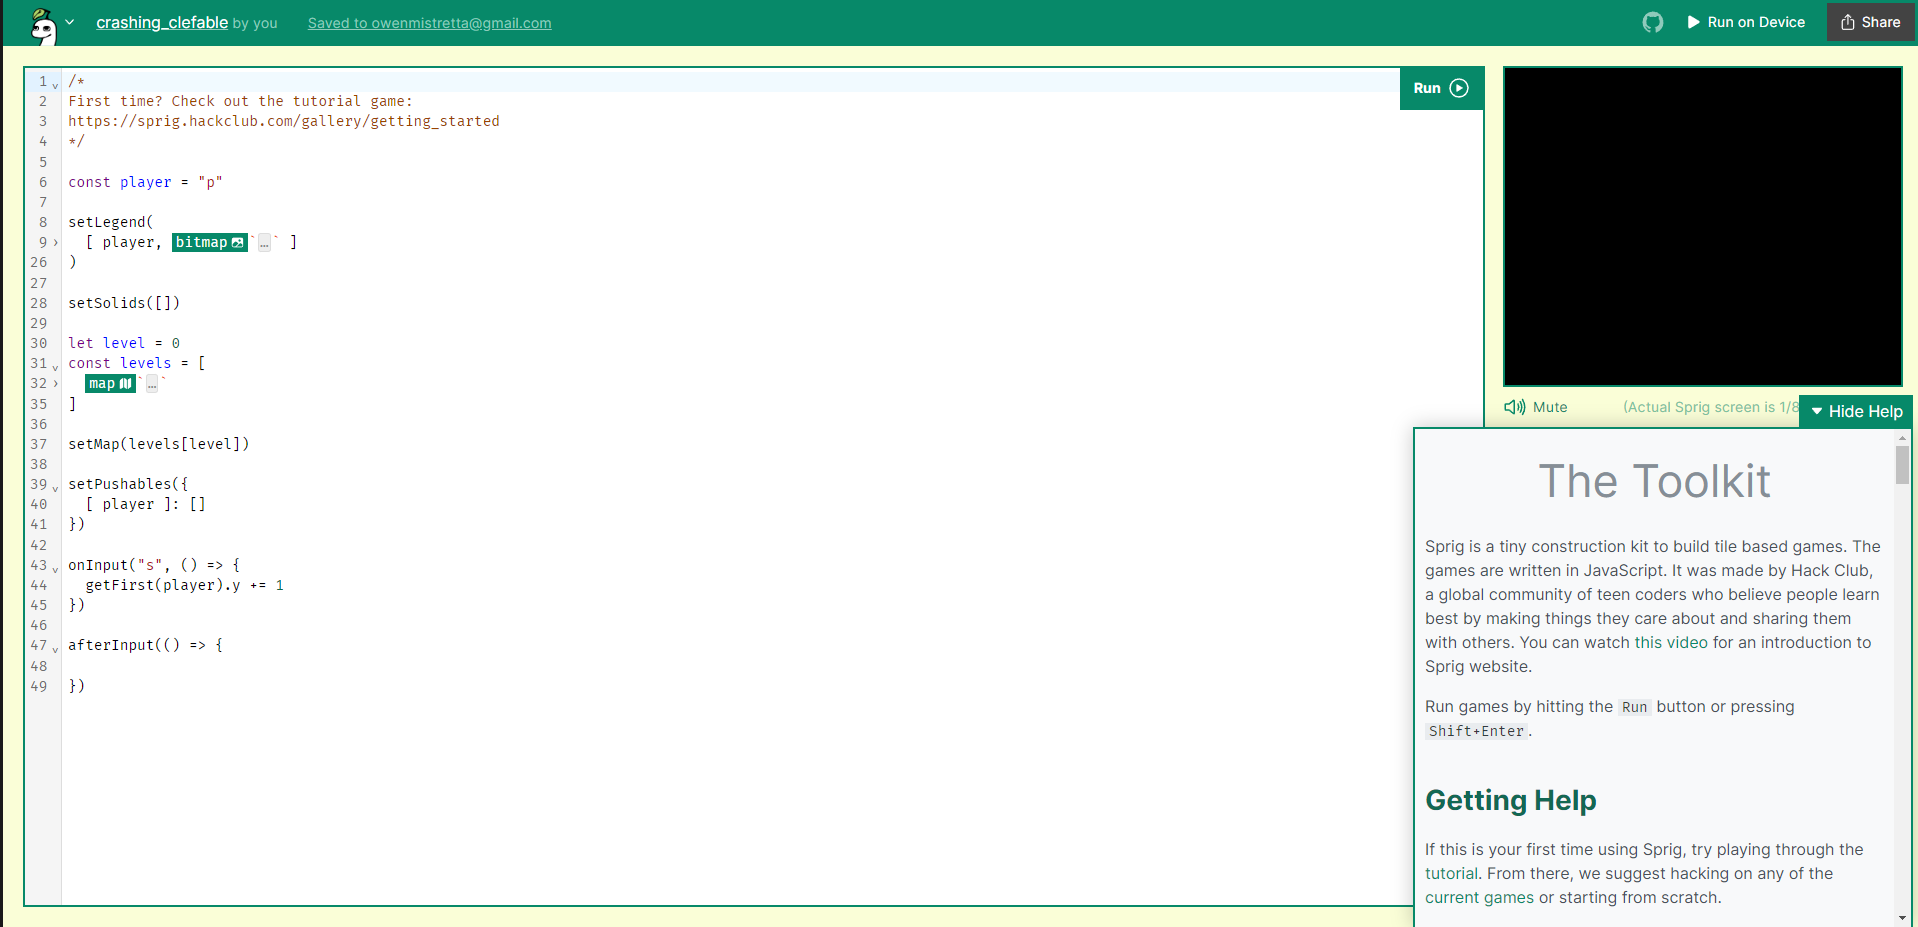 crashing_clefable by you
Saved to owenmistretta@gmail.com
Run on Device
Share
1 /*
2 First time? Check out the tutorial game:
3 https://sprig.hackclub.com/gallery/getting_started
4 */
5
6 const player = "p"
7
8 setLegend(
9 [ player, bitmap`…` ]
26 )
27
28 setSolids([])
29
30 let level = 0
31 const levels = [
32 map`…`
35 ]
36
37 setMap(levels[level])
38
39 setPushables({
40 [ player ]: []
41 })
42
43 onInput("s", () => {
44 getFirst(player).y += 1
45 })
46
47 afterInput(() => {
48
49 })
Run
Mute
(Actual Sprig screen is 1/8
Hide Help
The Toolkit
Sprig is a tiny construction kit to build tile based games. The
games are written in JavaScript. It was made by Hack Club,
a global community of teen coders who believe people learn
best by making things they care about and sharing them
with others. You can watch this video for an introduction to
Sprig website.
Run games by hitting the Run button or pressing
Shift+Enter.
Getting Help
If this is your first time using Sprig, try playing through the
tutorial. From there, we suggest hacking on any of the
current games or starting from scratch.